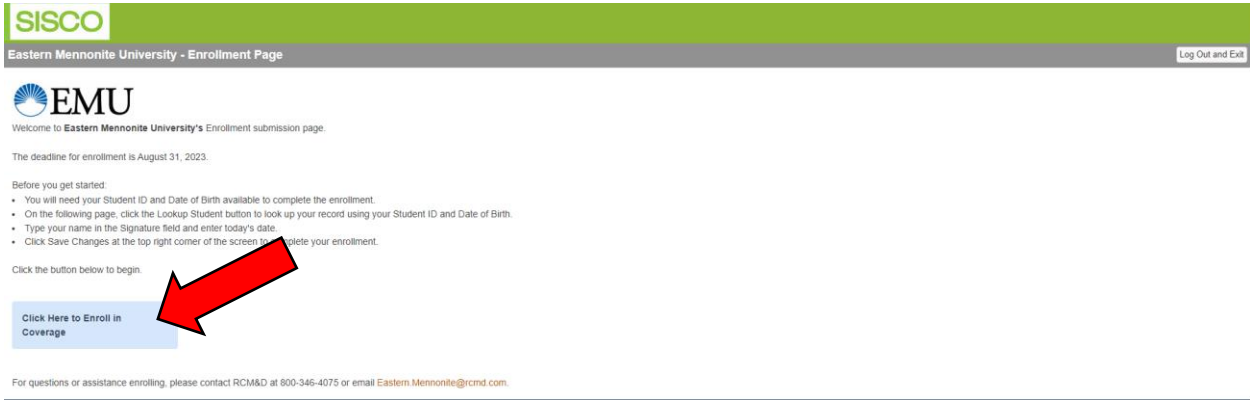 SISCO
Eastern Mennonite University - Enrollment Page
Log Out and Exit
EMU
Welcome to Eastern Mennonite University's Enrollment submission page.
The deadline for enrollment is August 31, 2023.
Before you get started:
• You will need your Student ID and Date of Birth available to complete the enrollment.
• On the following page, click the Lookup Student button to look up your record using your Student ID and Date of Birth.
• Type your name in the Signature field and enter today's date.
• Click Save Changes at the top right corner of the screen to complete your enrollment.
Click the button below to begin.
Click Here to Enroll in
Coverage
For questions or assistance enrolling, please contact RCM&D at 800-346-4075 or email Eastern.Mennonite@rcmd.com.